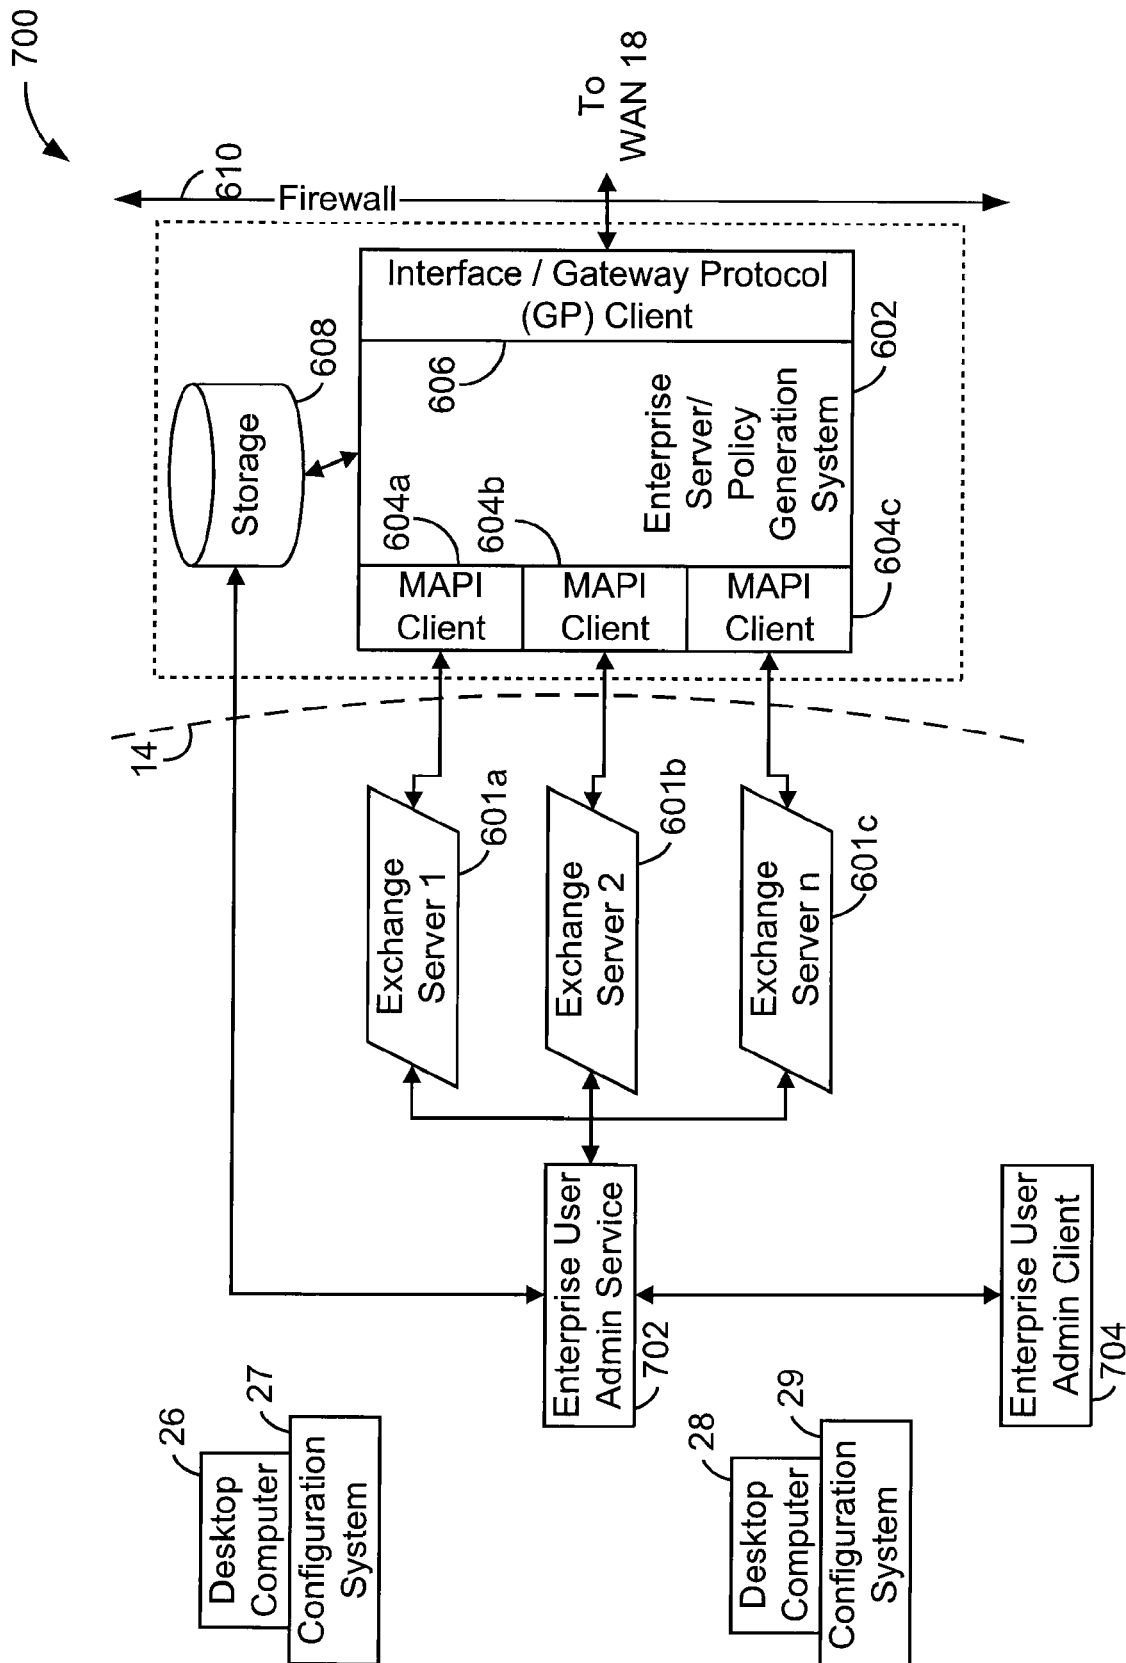 700
610
Firewall
To
WAN 18
Interface / Gateway Protocol
(GP) Client
606
602
608
Storage
Enterprise
Server/
Policy
Generation
System
604a
604b
604c
MAPI
Client
MAPI
Client
MAPI
Client
14
Exchange
Server 1
601a
Exchange
Server 2
601b
Exchange
Server n
601c
Enterprise User
Admin Service
702
Enterprise User
Admin Client
704
26
Desktop
Computer
27
Configuration
System
28
Desktop
Computer
29
Configuration
System